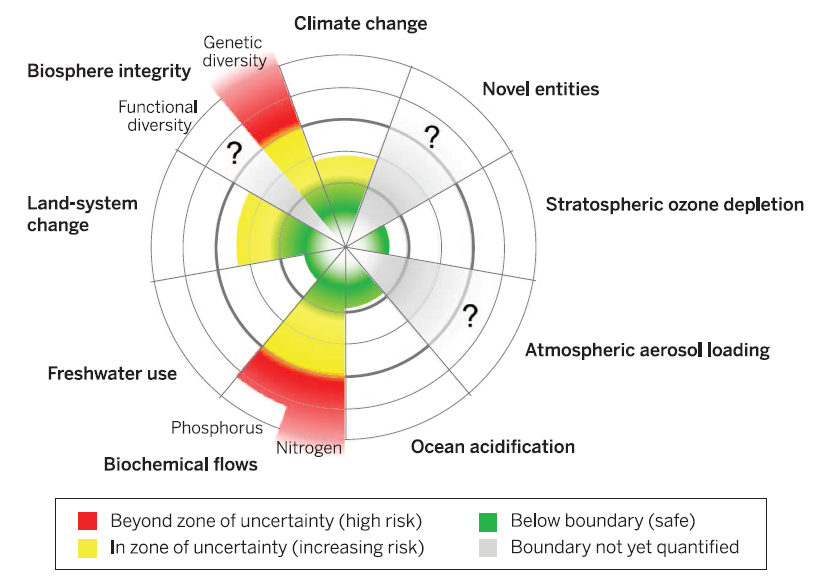 Climate change
Genetic
diversity
Biosphere integrity
Novel entities
Functional
diversity
?
?
Land-system
change
Stratospheric ozone depletion
?
Atmospheric aerosol loading
Freshwater use
Phosphorus
Nitrogen
Ocean acidification
Biochemical flows
Beyond zone of uncertainty (high risk)
Below boundary (safe)
In zone of uncertainty (increasing risk)
Boundary not yet quantified